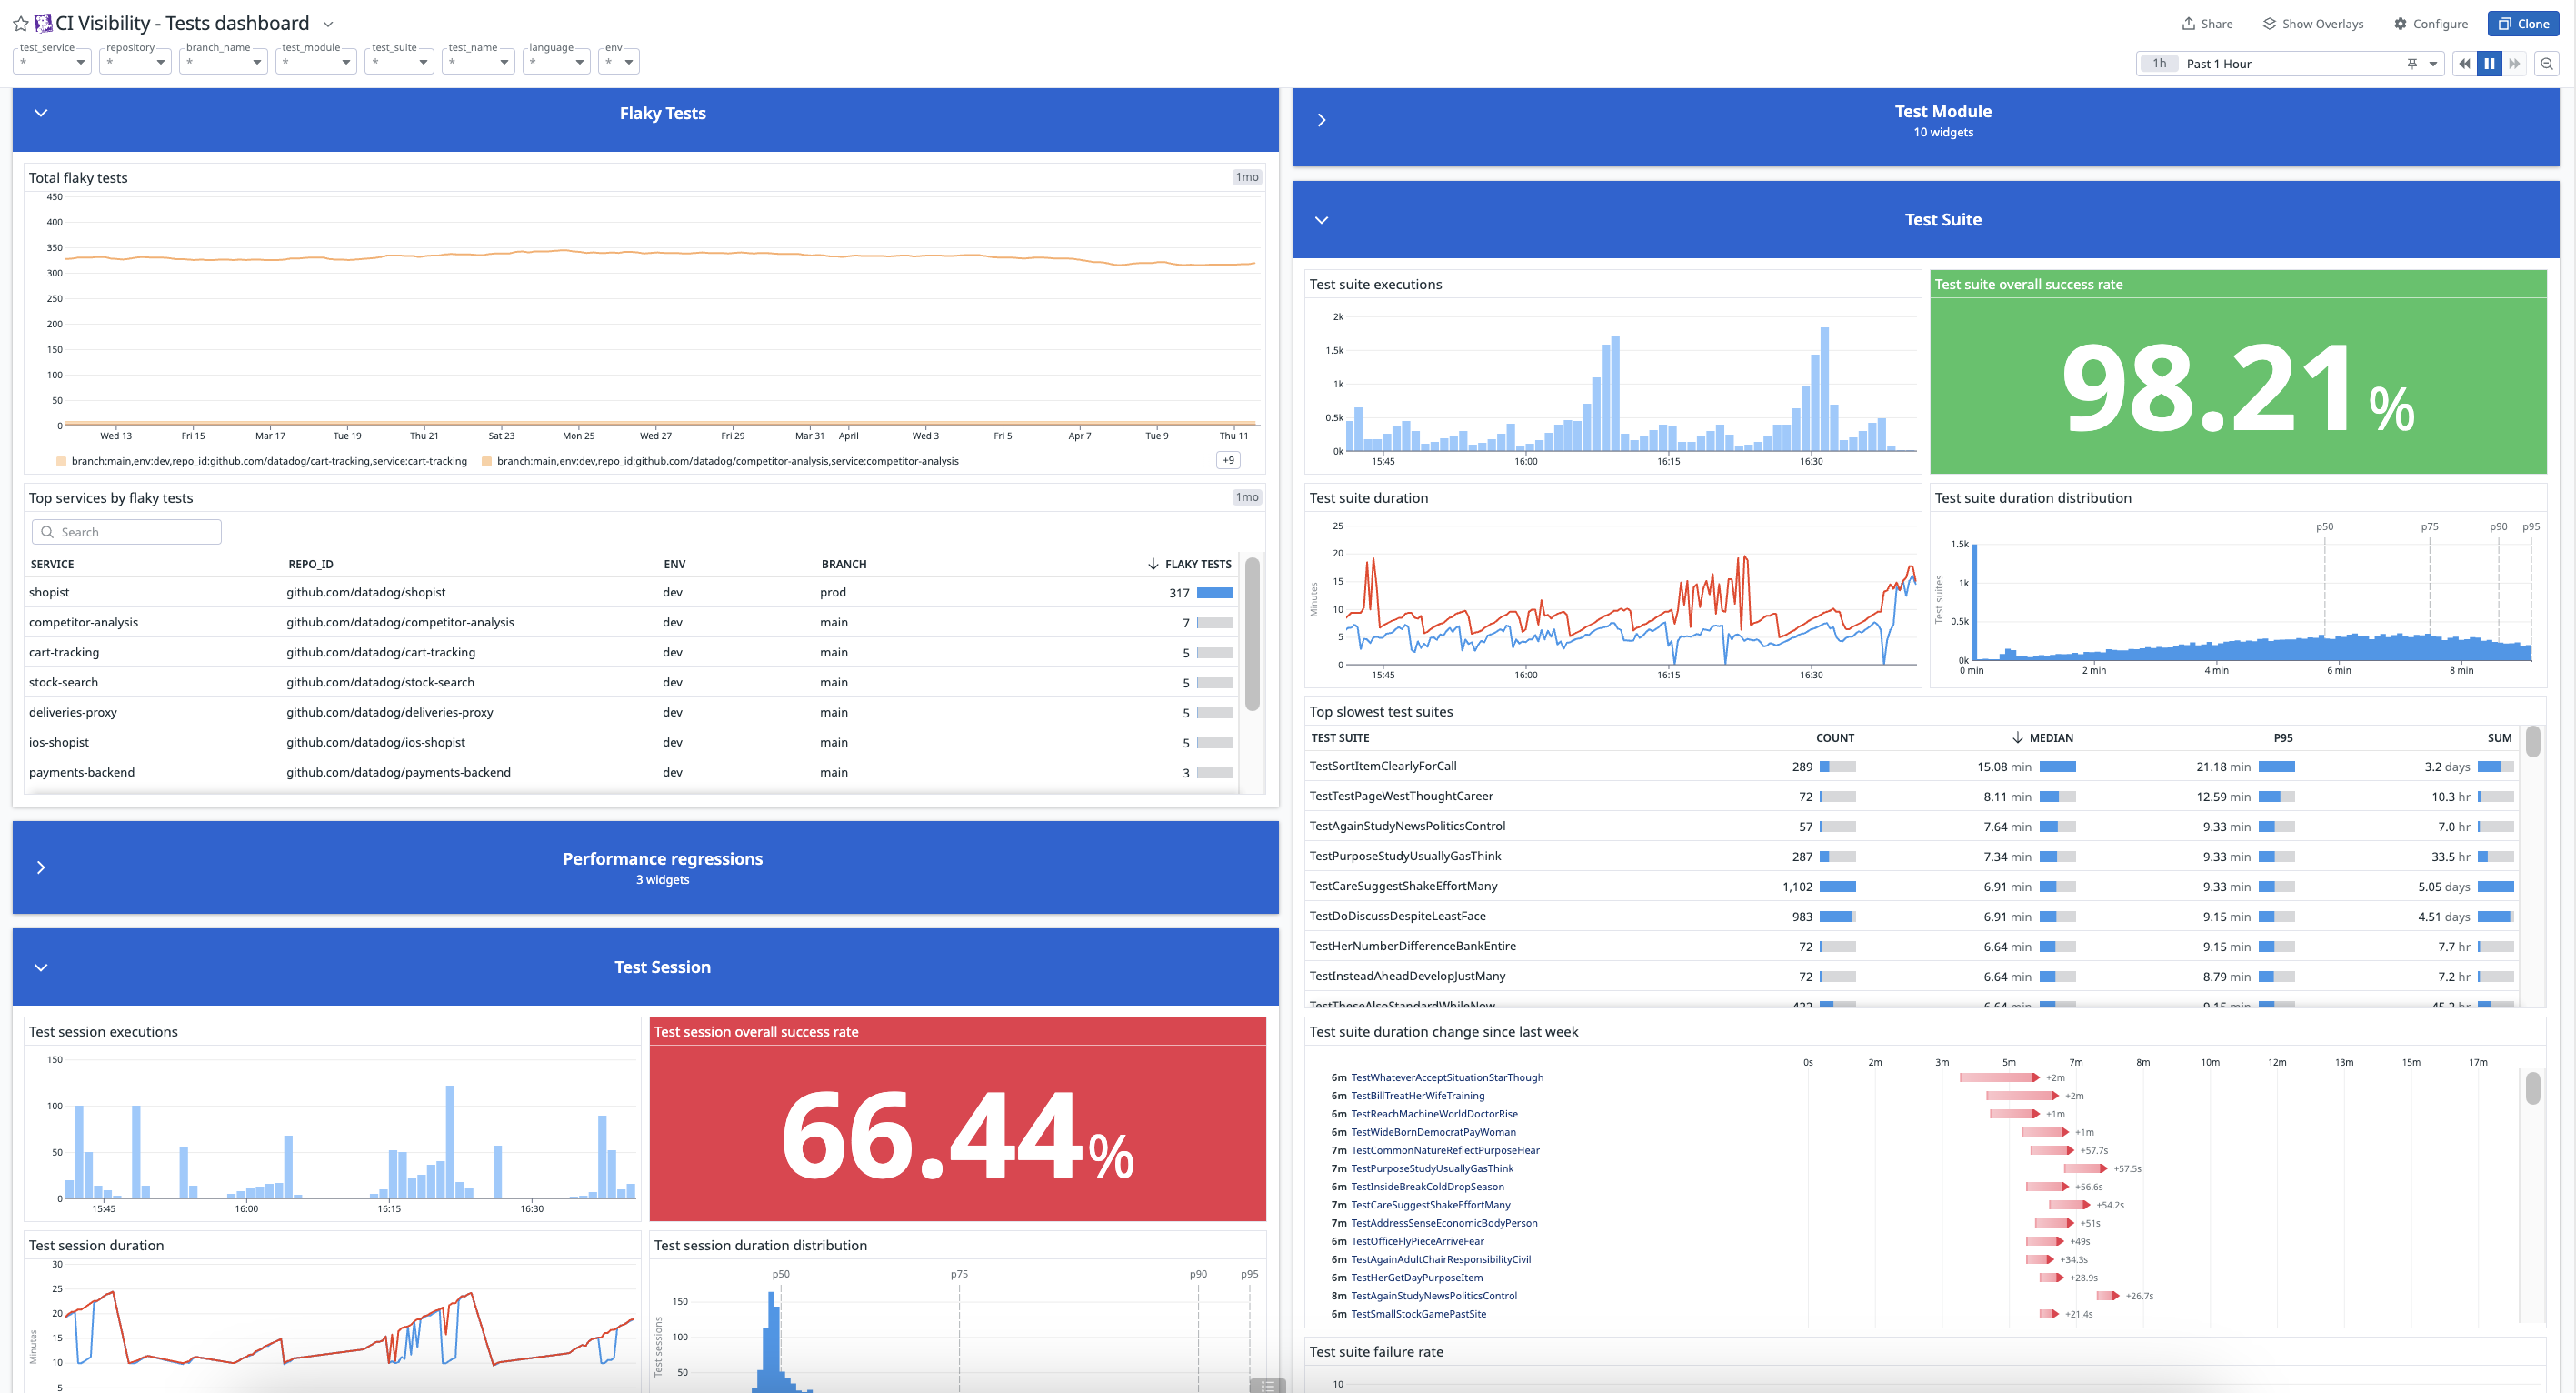 CI Visibility - Tests dashboard
Share
Show Overlays
Configure
Clone
test_service
*
repository
*
branch_name
*
test_module
*
test_suite
*
test_name
*
language
*
env
*
1h Past 1 Hour
Flaky Tests
Total flaky tests
1mo
450
400
350
300
250
200
150
100
50
0
Wed 13 Fri 15 Mar 17 Tue 19 Thu 21 Sat 23 Mon 25 Wed 27 Fri 29 Mar 31 April Wed 3 Fri 5 Apr 7 Tue 9 Thu 11
branch:main,env:dev,repo_id:github.com/datadog/cart-tracking,service:cart-tracking branch:main,env:dev,repo_id:github.com/datadog/competitor-analysis,service:competitor-analysis +9
Top services by flaky tests
1mo
Search
SERVICE REPO_ID ENV BRANCH FLAKY TESTS
shopist github.com/datadog/shopist dev prod 317
competitor-analysis github.com/datadog/competitor-analysis dev main 7
cart-tracking github.com/datadog/cart-tracking dev main 5
stock-search github.com/datadog/stock-search dev main 5
deliveries-proxy github.com/datadog/deliveries-proxy dev main 5
ios-shopist github.com/datadog/ios-shopist dev main 5
payments-backend github.com/datadog/payments-backend dev main 3
Performance regressions
3 widgets
Test Session
Test session executions
150
100
50
0
15:45 16:00 16:15 16:30
Test session overall success rate
66.44%
Test session duration
Minutes
30
25
20
15
10
5
Test session duration distribution
Test sessions
p50 p75 p90 p95
150
100
50
Test Module
10 widgets
Test Suite
Test suite executions
2k
1.5k
1k
0.5k
0k
15:45 16:00 16:15 16:30
Test suite overall success rate
98.21%
Test suite duration
Minutes
25
20
15
10
5
0
15:45 16:00 16:15 16:30
Test suite duration distribution
Test suites
p50 p75 p90 p95
1.5k
1k
0.5k
0k
0 min 2 min 4 min 6 min 8 min
Top slowest test suites
TEST SUITE COUNT MEDIAN P95 SUM
TestSortItemClearlyForCall 289 15.08 min 21.18 min 3.2 days
TestTestPageWestThoughtCareer 72 8.11 min 12.59 min 10.3 hr
TestAgainStudyNewsPoliticsControl 57 7.64 min 9.33 min 7.0 hr
TestPurposeStudyUsuallyGasThink 287 7.34 min 9.33 min 33.5 hr
TestCareSuggestShakeEffortMany 1,102 6.91 min 9.33 min 5.05 days
TestDoDiscussDespiteLeastFace 983 6.91 min 9.15 min 4.51 days
TestHerNumberDifferenceBankEntire 72 6.64 min 9.15 min 7.7 hr
TestInsteadAheadDevelopJustMany 72 6.64 min 8.79 min 7.2 hr
TestTheseAlsoStandardWhileNow 422 6.64 min 9.15 min 45.2 hr
Test suite duration change since last week
0s 2m 3m 5m 7m 8m 10m 12m 13m 15m 17m
6m TestWhateverAcceptSituationStarThough +2m
6m TestBillTreatHerWifeTraining +2m
6m TestReachMachineWorldDoctorRise +1m
6m TestWideBornDemocratPayWoman +1m
7m TestCommonNatureReflectPurposeHear +57.7s
7m TestPurposeStudyUsuallyGasThink +57.5s
6m TestInsideBreakColdDropSeason +56.6s
7m TestCareSuggestShakeEffortMany +54.2s
7m TestAddressSenseEconomicBodyPerson +51s
6m TestOfficeFlyPieceArriveFear +49s
6m TestAgainAdultChairResponsibilityCivil +34.3s
6m TestHerGetDayPurposeItem +28.9s
8m TestAgainStudyNewsPoliticsControl +26.7s
6m TestSmallStockGamePastSite +21.4s
Test suite failure rate
10